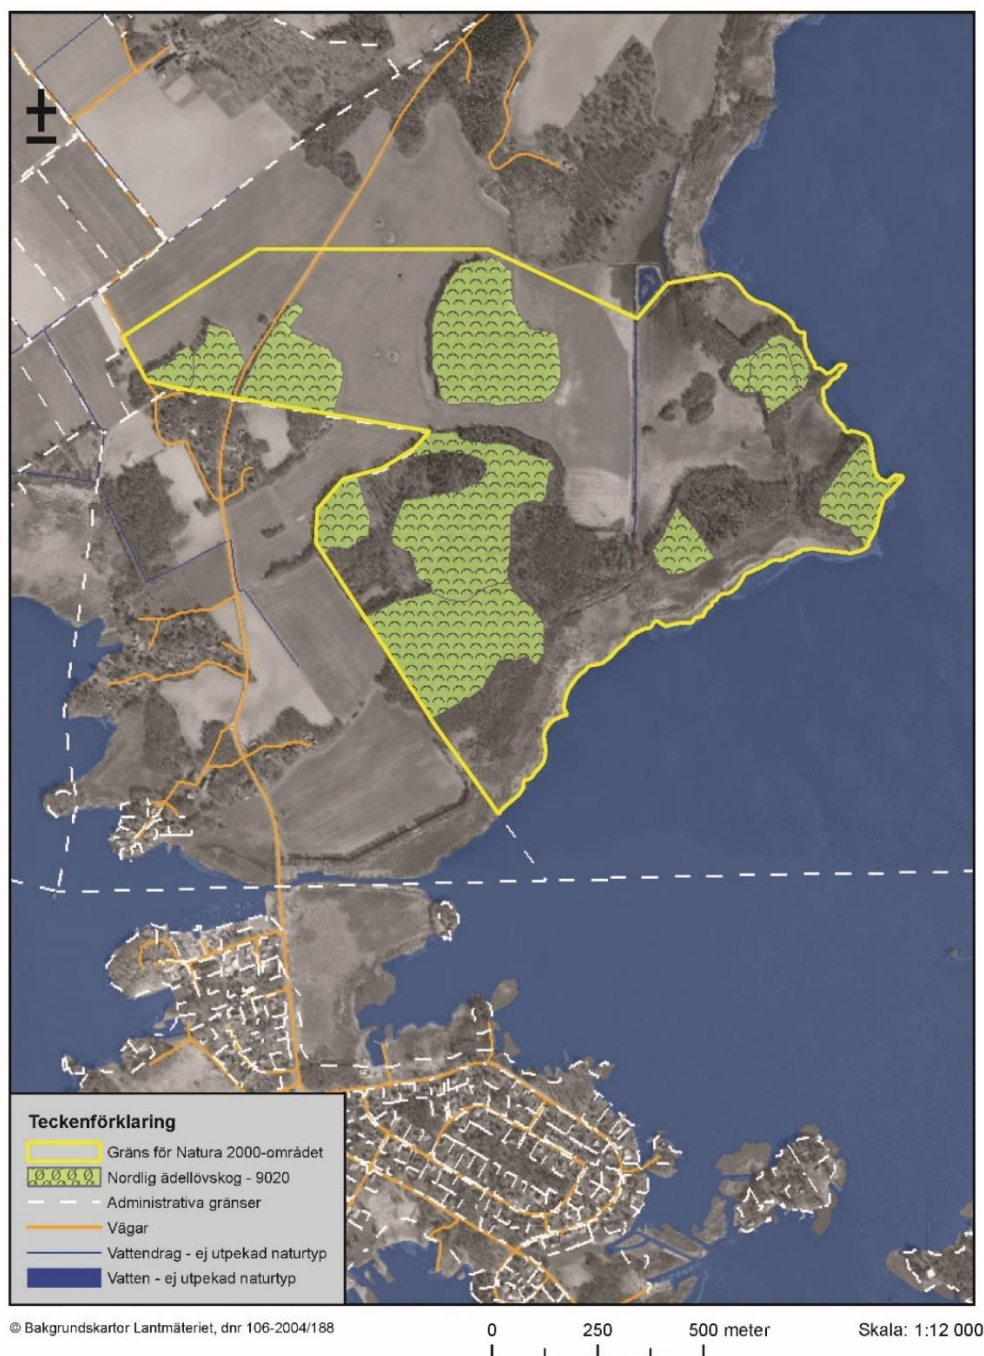 Teckenförklaring
Gräns för Natura 2000-området
Nordlig ädellövskog - 9020
Administrativa gränser
Vägar
Vattendrag - ej utpekad naturtyp
Vatten - ej utpekad naturtyp
© Bakgrundskartor Lantmäteriet, dnr 106-2004/188
0 250 500 meter
Skala: 1:12 000